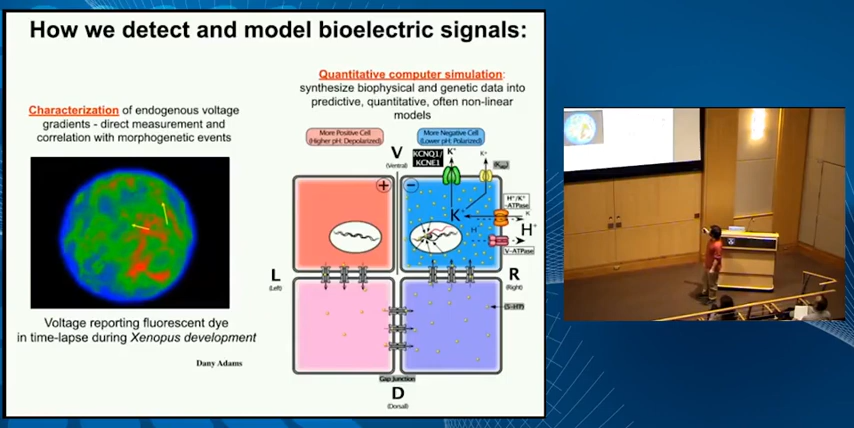 How we detect and model bioelectric signals:
Quantitative computer simulation:
synthesize biophysical and genetic data into
predictive, quantitative, often non-linear
models
Characterization of endogenous voltage
gradients - direct measurement and
correlation with morphogenetic events
More Positive Cell
(Higher pH, Depolarized)
More Negative Cell
(Lower pH, Polarized)
V
(Ventral)
KCNQ1/
KCNE1
K⁺
K⁺
+
−
H⁺/K⁺
-ATPase
K⁺
K
H⁺
H⁺
V-ATPase
L
(Left)
R
(Right)
(5-HT)
Gap Junction
D
(Dorsal)
Voltage reporting fluorescent dye
in time-lapse during Xenopus development
Dany Adams